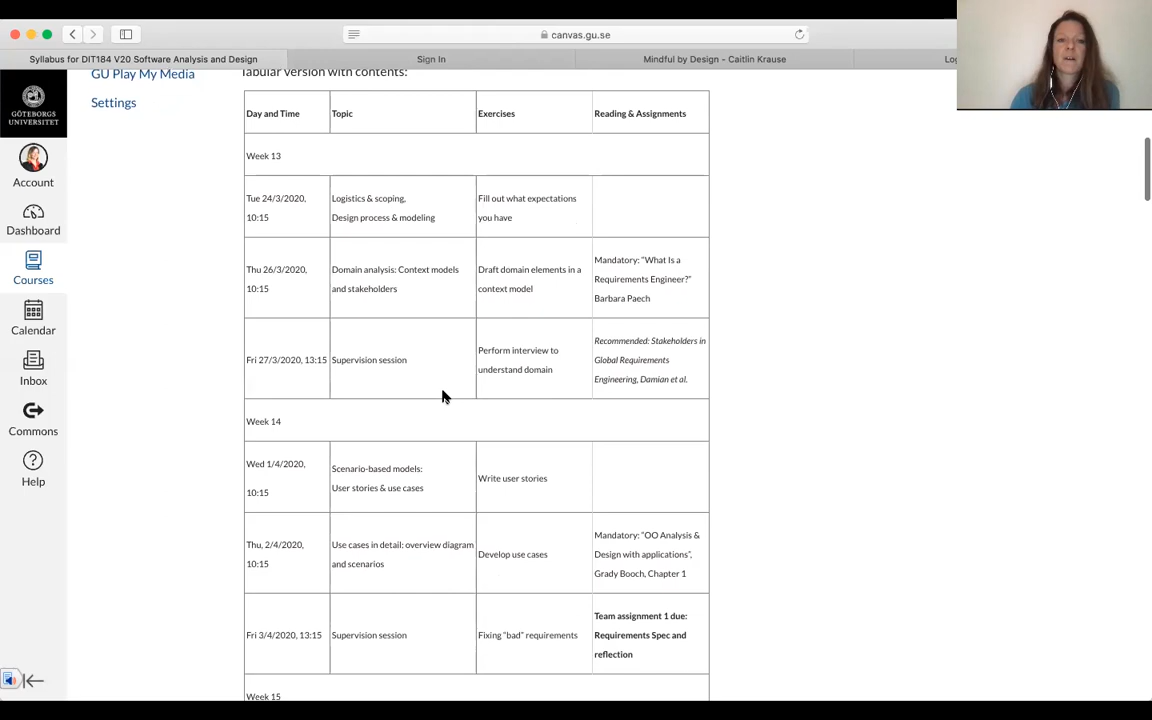 canvas.gu.se
Syllabus for DIT184 V20 Software Analysis and Design
Sign In
Mindful by Design - Caitlin Krause
Log
GU Play My Media
Settings
GÖTEBORGS
UNIVERSITET
Account
Dashboard
Courses
Calendar
Inbox
Commons
Help
Tabular version with contents:
Day and Time
Topic
Exercises
Reading & Assignments
Week 13
Tue 24/3/2020,
10:15
Logistics & scoping,
Design process & modeling
Fill out what expectations
you have
Thu 26/3/2020,
10:15
Domain analysis: Context models
and stakeholders
Draft domain elements in a
context model
Mandatory: "What Is a
Requirements Engineer?"
Barbara Paech
Fri 27/3/2020, 13:15
Supervision session
Perform interview to
understand domain
Recommended: Stakeholders in
Global Requirements
Engineering, Damian et al.
Week 14
Wed 1/4/2020,
10:15
Scenario-based models:
User stories & use cases
Write user stories
Thu, 2/4/2020,
10:15
Use cases in detail: overview diagram
and scenarios
Develop use cases
Mandatory: "OO Analysis &
Design with applications",
Grady Booch, Chapter 1
Fri 3/4/2020, 13:15
Supervision session
Fixing "bad" requirements
Team assignment 1 due:
Requirements Spec and
reflection
Week 15